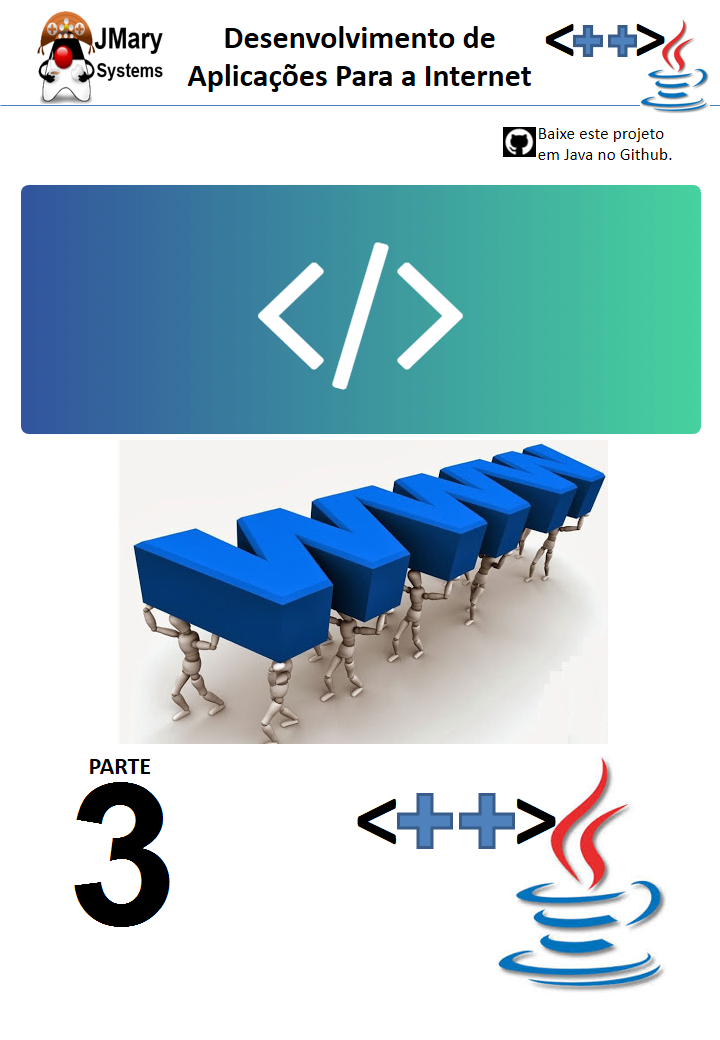 JMary
Systems
Desenvolvimento de
Aplicações Para a Internet
<++>
Baixe este projeto
em Java no Github.
</>
WWW
PARTE
3
<++>